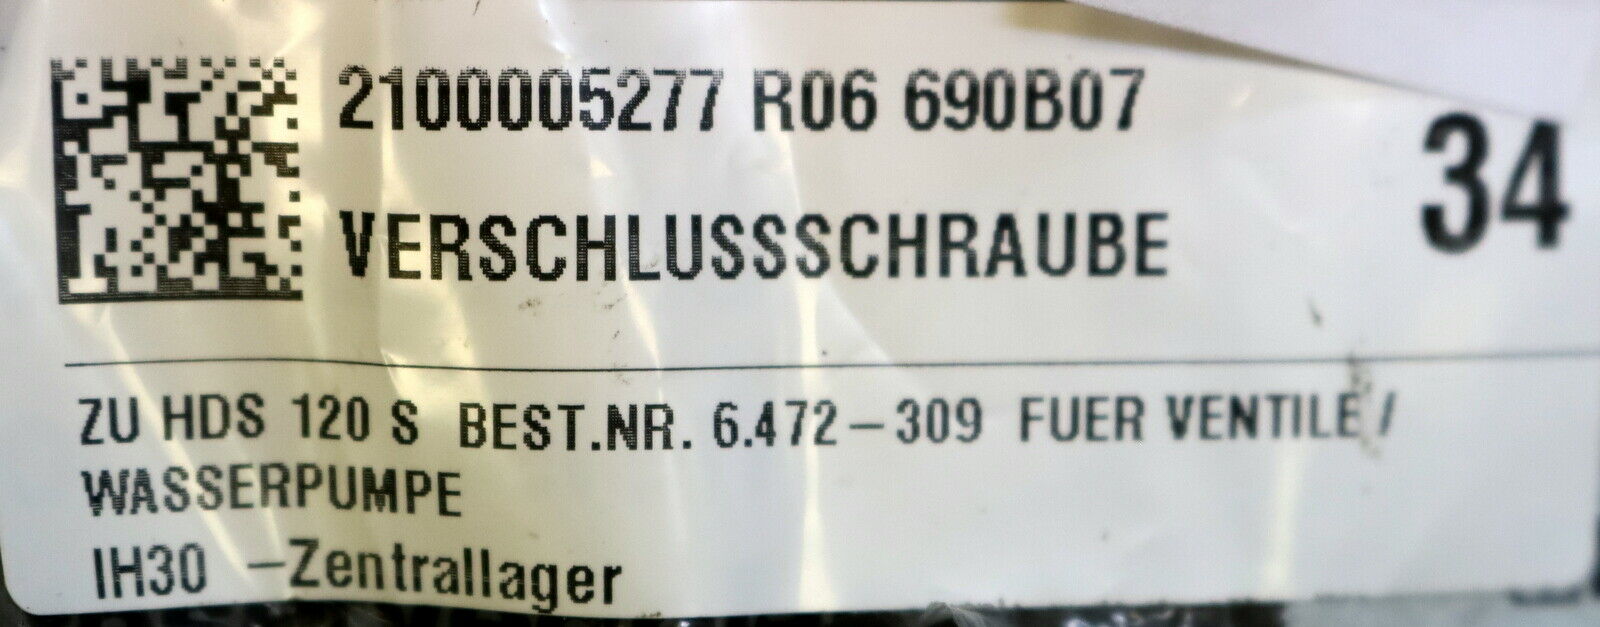 2100005277 R06 690B07
34
VERSCHLUSSSCHRAUBE
ZU HDS 120 S BEST.NR. 6.472-309 FUER VENTILE/
WASSERPUMPE
IH30 -Zentrallager